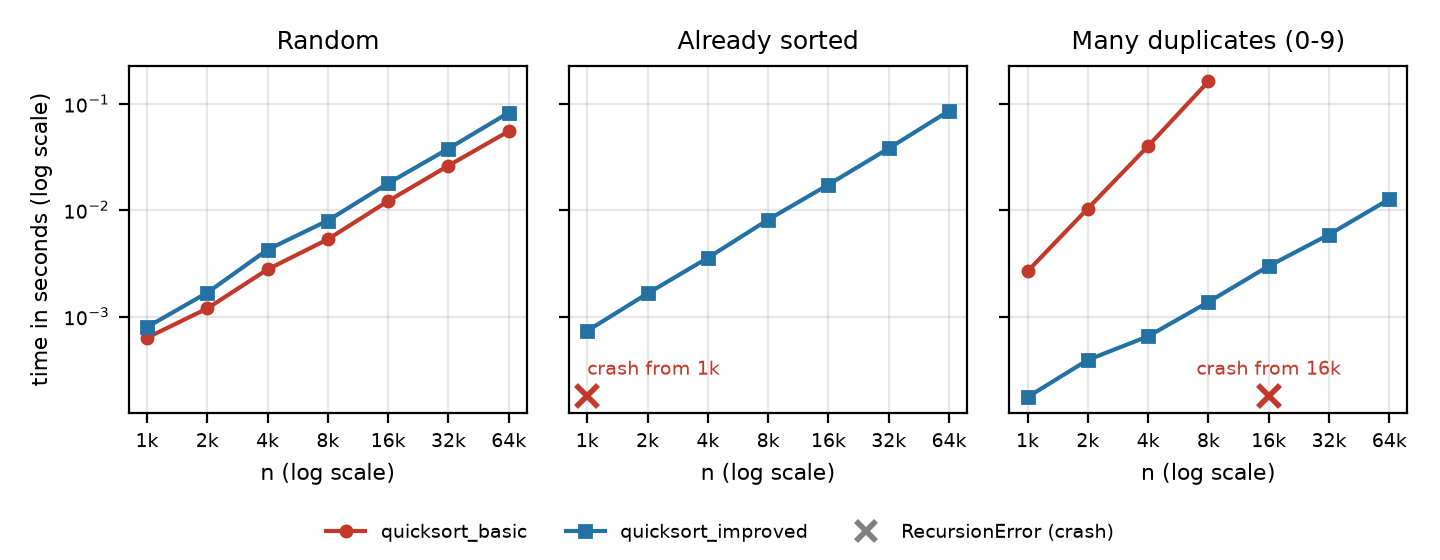 Random
Already sorted
Many duplicates (0-9)
time in seconds (log scale)
10⁻¹
10⁻²
10⁻³
crash from 1k
crash from 16k
1k 2k 4k 8k 16k 32k 64k
1k 2k 4k 8k 16k 32k 64k
1k 2k 4k 8k 16k 32k 64k
n (log scale)
n (log scale)
n (log scale)
quicksort_basic
quicksort_improved
RecursionError (crash)